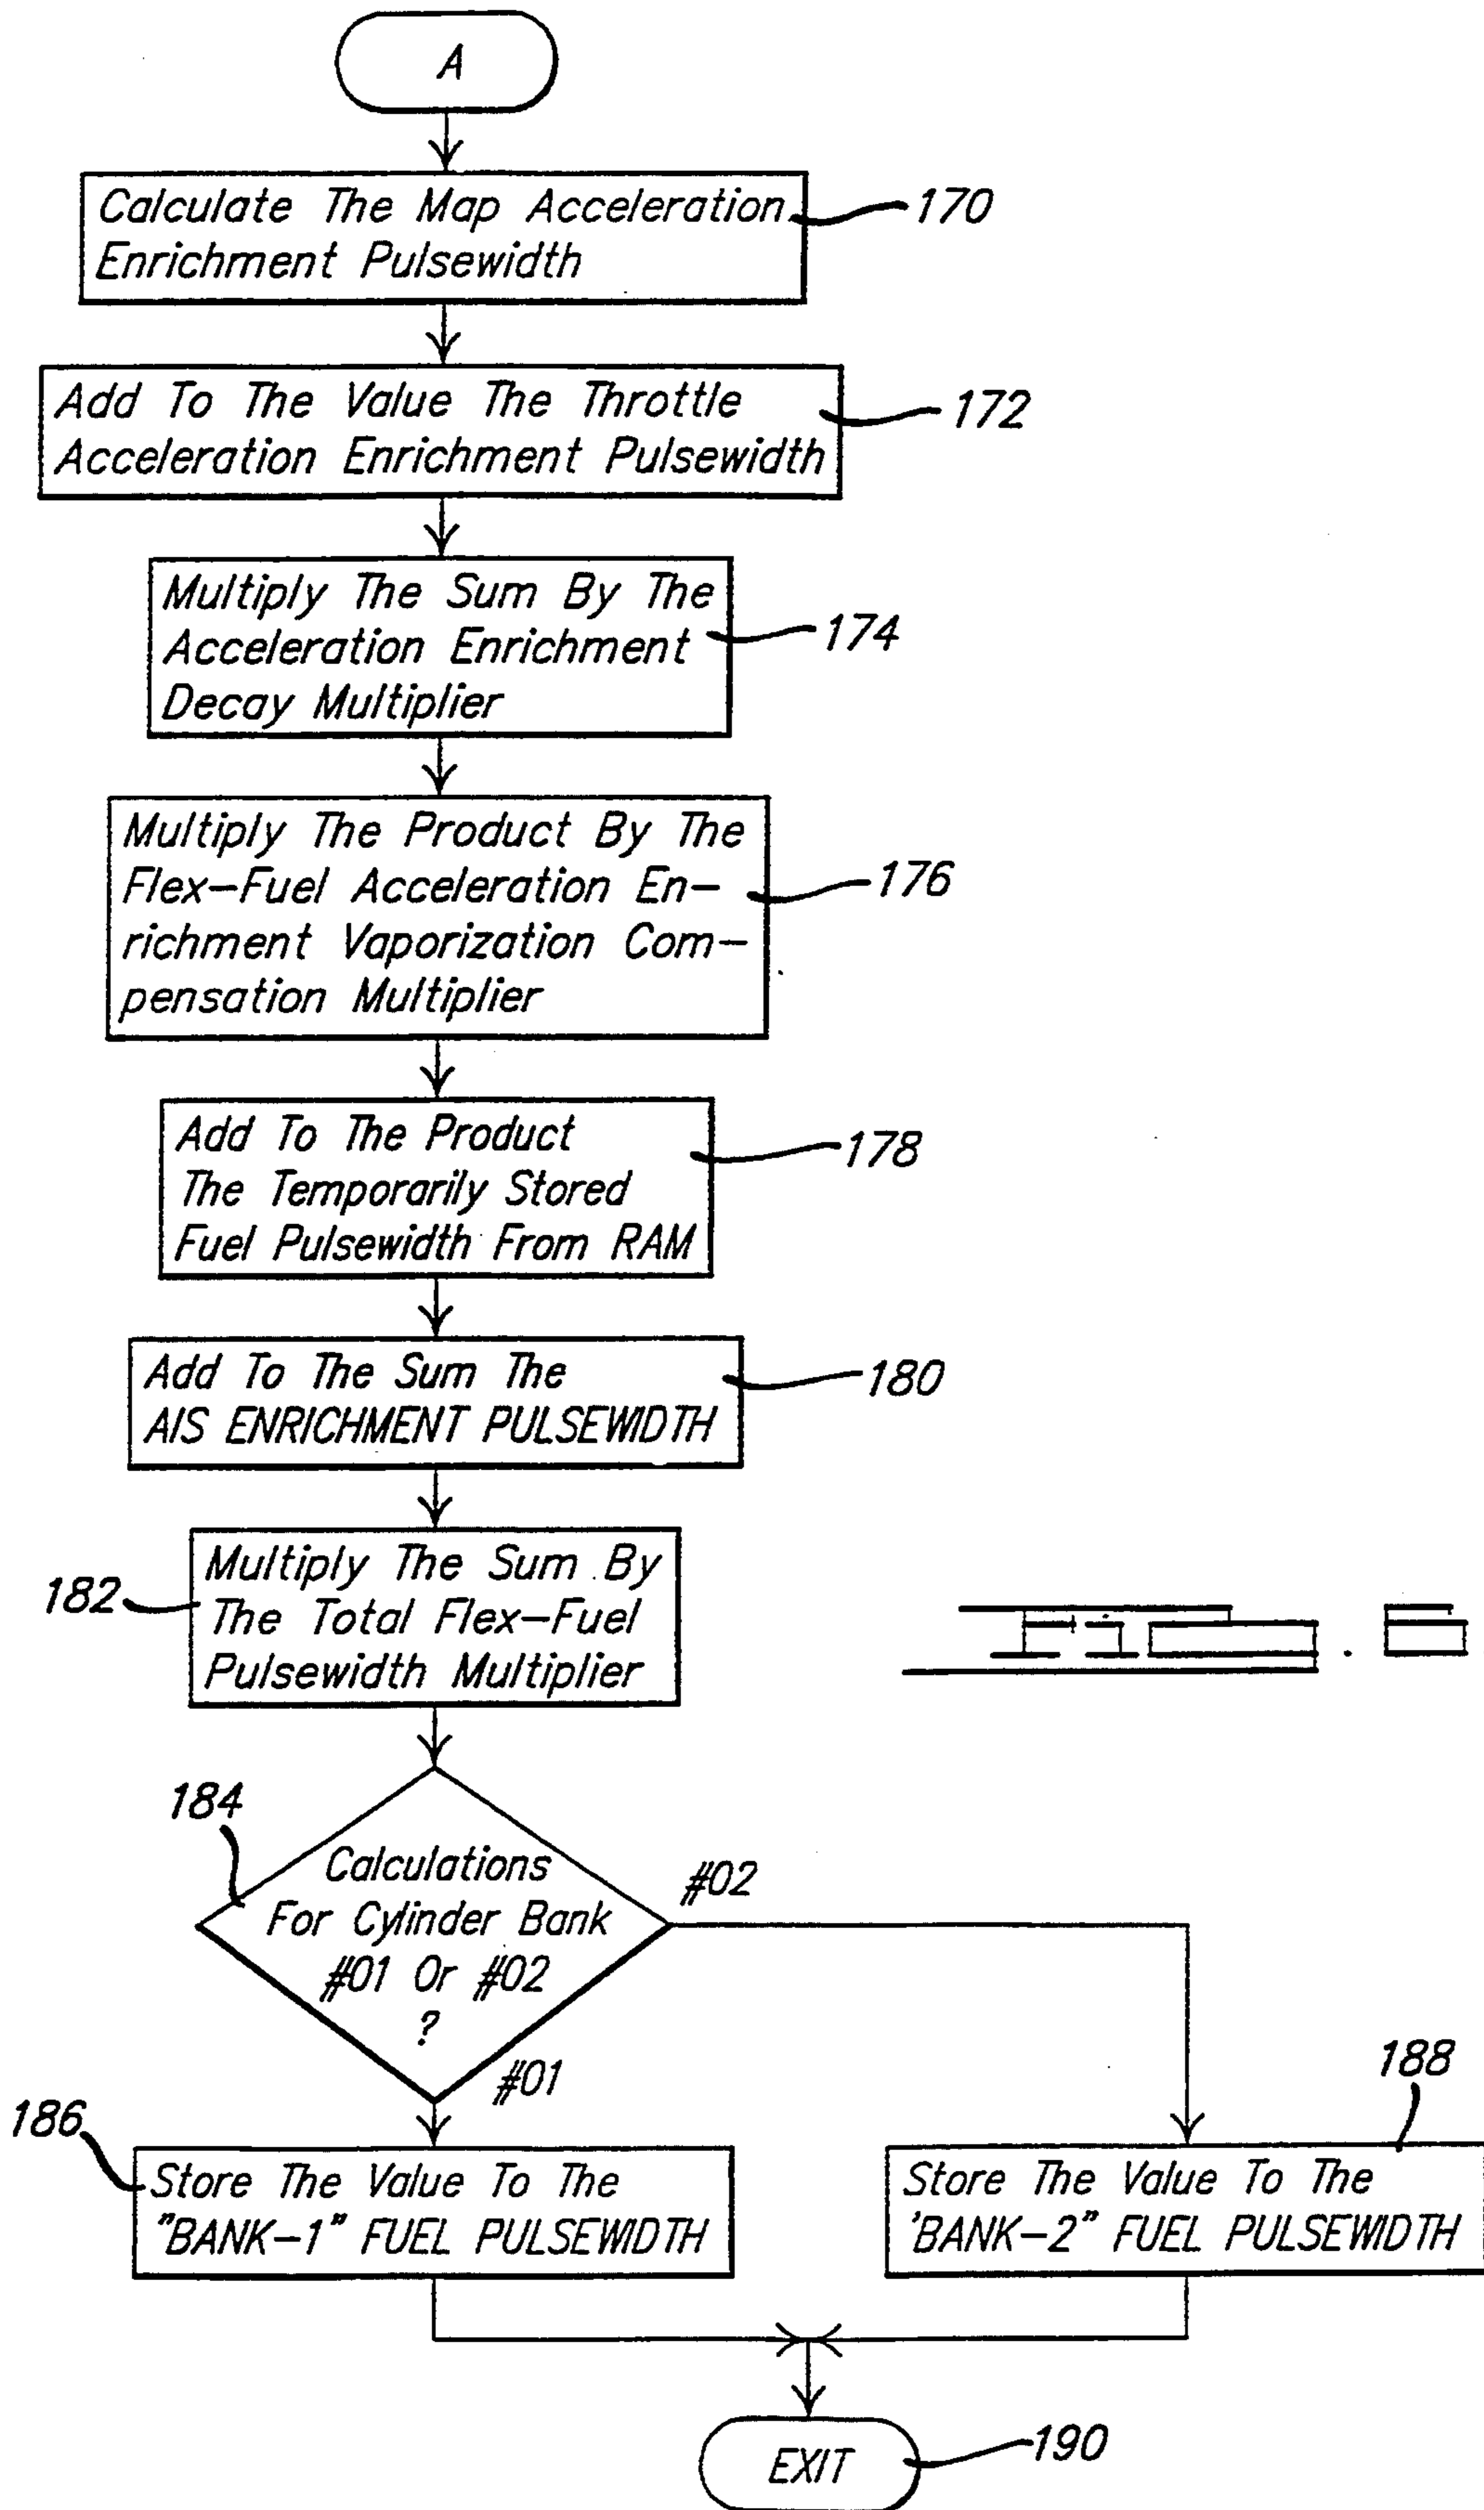 A
Calculate The Map Acceleration
Enrichment Pulsewidth
170
Add To The Value The Throttle
Acceleration Enrichment Pulsewidth
172
Multiply The Sum By The
Acceleration Enrichment
Decay Multiplier
174
Multiply The Product By The
Flex-Fuel Acceleration En-
richment Vaporization Com-
pensation Multiplier
176
Add To The Product
The Temporarily Stored
Fuel Pulsewidth From RAM
178
Add To The Sum The
AIS ENRICHMENT PULSEWIDTH
180
Multiply The Sum By
The Total Flex-Fuel
Pulsewidth Multiplier
182
184
Calculations
For Cylinder Bank
#01 Or #02
?
#02
#01
186
Store The Value To The
"BANK-1" FUEL PULSEWIDTH
188
Store The Value To The
'BANK-2" FUEL PULSEWIDTH
EXIT
190